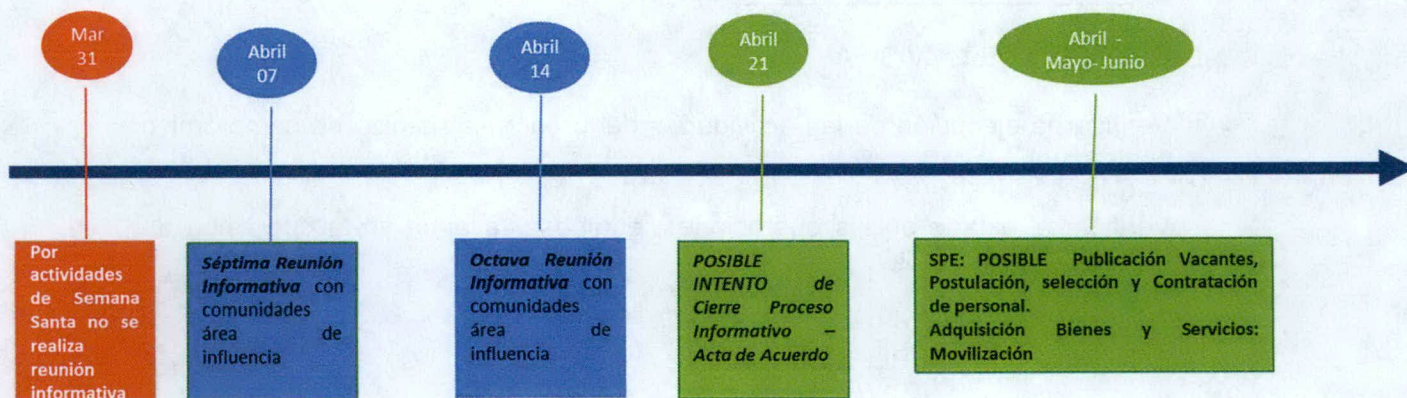 Mar
31
Abril
07
Abril
14
Abril
21
Abril -
Mayo- Junio
Por
actividades
de Semana
Santa no se
realiza
reunión
informativa
Séptima Reunión
Informativa con
comunidades
área de
influencia
Octava Reunión
Informativa con
comunidades
área de
influencia
POSIBLE
INTENTO de
Cierre Proceso
Informativo –
Acta de Acuerdo
SPE: POSIBLE Publicación Vacantes,
Postulación, selección y Contratación
de personal.
Adquisición Bienes y Servicios:
Movilización